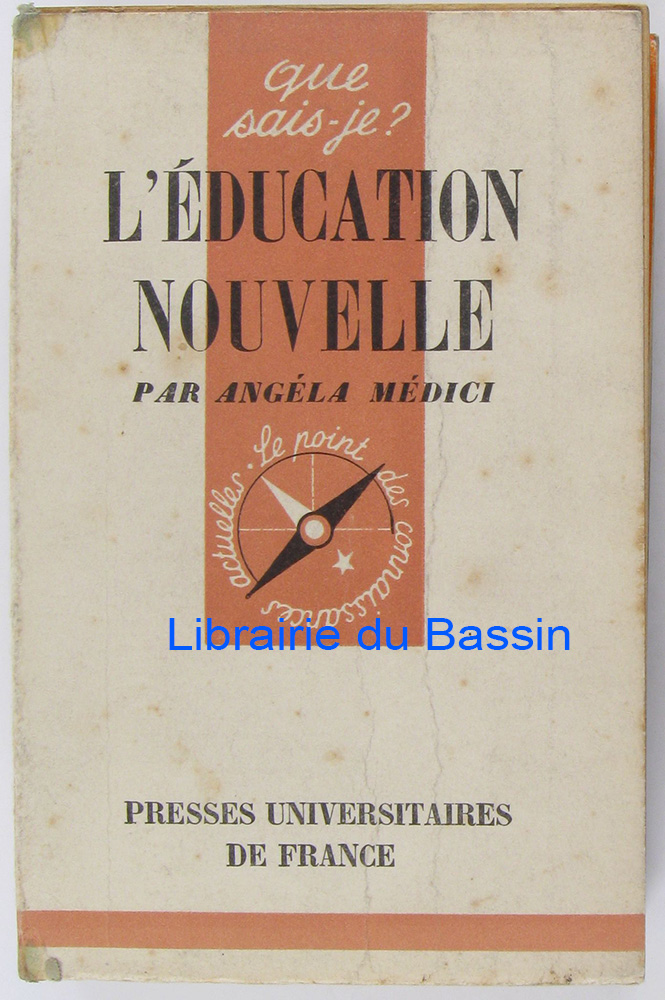 que
sais-je?
L'ÉDUCATION
NOUVELLE
PAR ANGÉLA MÉDICI
Le point des connaissances actuelles.
Librairie du Bassin
PRESSES UNIVERSITAIRES
DE FRANCE